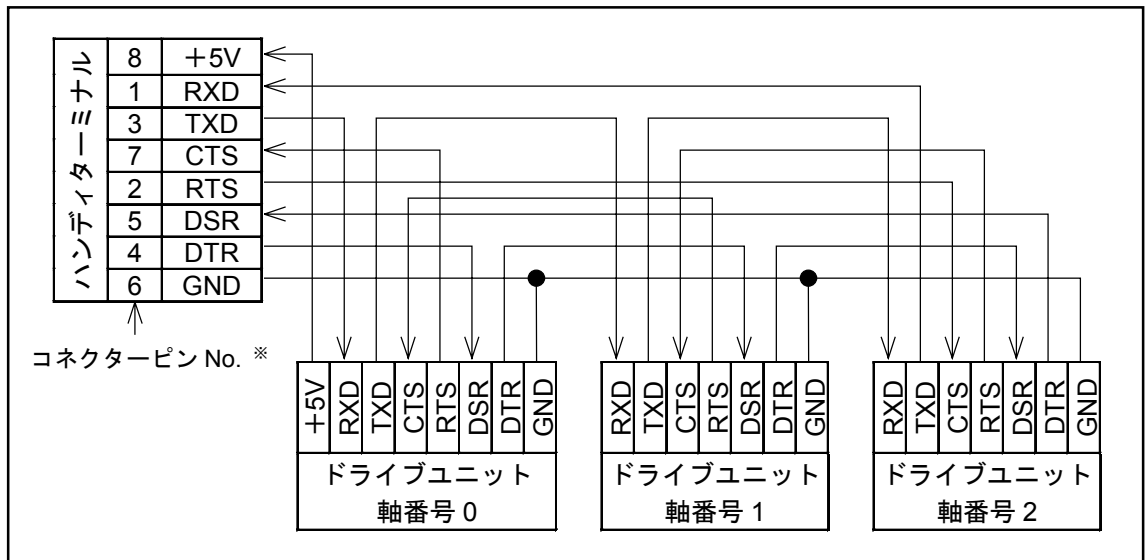 ハンディターミナル
8 +5V
1 RXD
3 TXD
7 CTS
2 RTS
5 DSR
4 DTR
6 GND
コネクターピン No. ※
+5V RXD TXD CTS RTS DSR DTR GND
ドライブユニット
軸番号 0
RXD TXD CTS RTS DSR DTR GND
ドライブユニット
軸番号 1
RXD TXD CTS RTS DSR DTR GND
ドライブユニット
軸番号 2